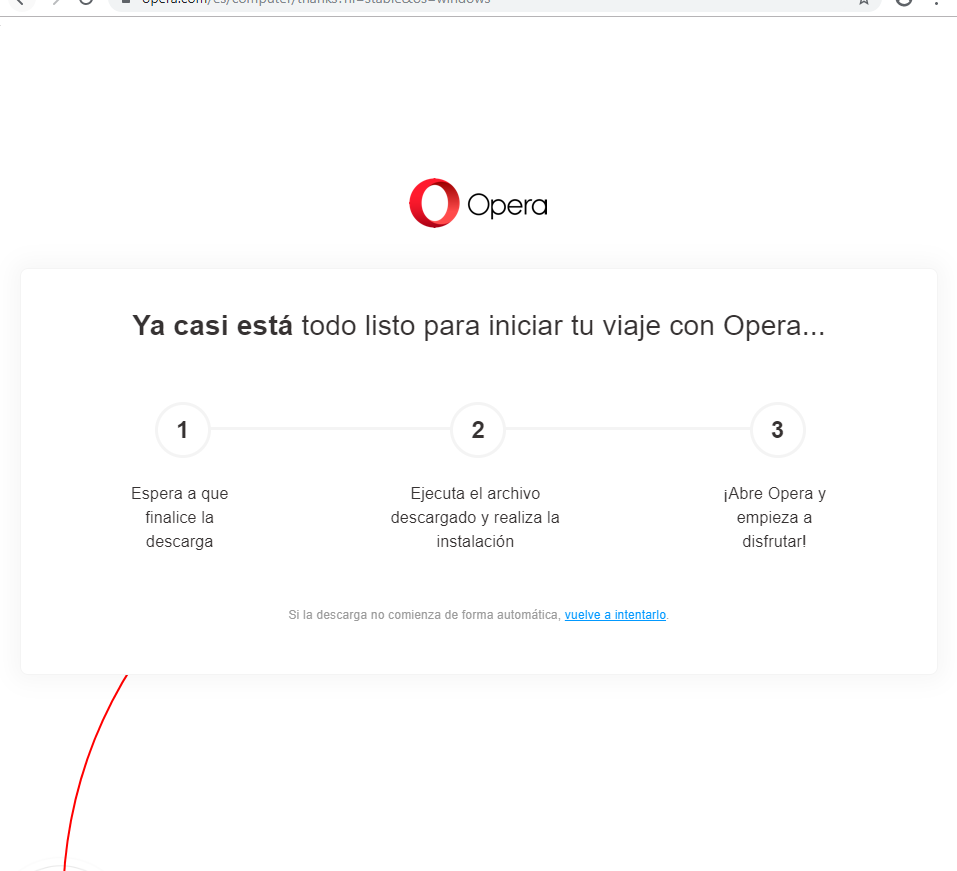 opera.com/es/computer/thanks?ni=stable&os=windows
Opera
Ya casi está todo listo para iniciar tu viaje con Opera...
1
2
3
Espera a que
finalice la
descarga
Ejecuta el archivo
descargado y realiza la
instalación
¡Abre Opera y
empieza a
disfrutar!
Si la descarga no comienza de forma automática, vuelve a intentarlo.